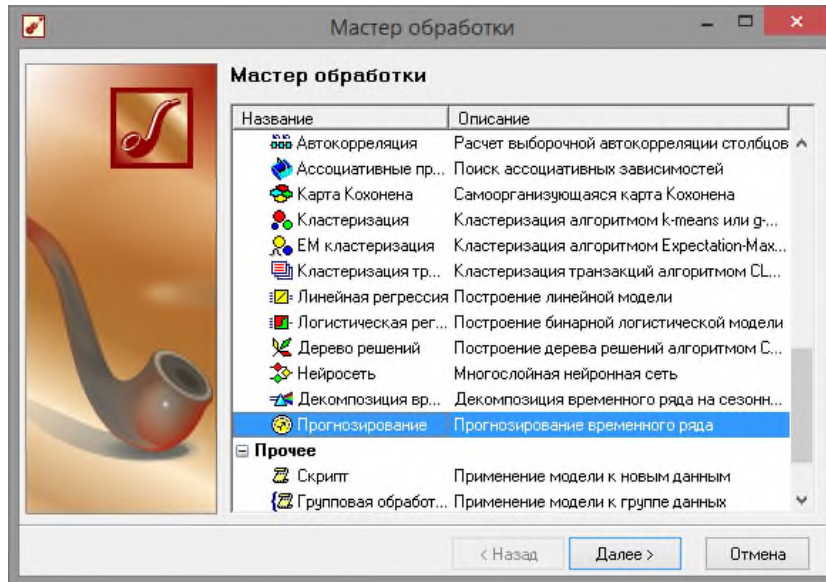 Мастер обработки
Мастер обработки
Название Описание
Автокорреляция Расчет выборочной автокорреляции столбцов
Ассоциативные пр... Поиск ассоциативных зависимостей
Карта Кохонена Самоорганизующаяся карта Кохонена
Кластеризация Кластеризация алгоритмом k-means или g-...
EM кластеризация Кластеризация алгоритмом Expectation-Max...
Кластеризация тр... Кластеризация транзакций алгоритмом CL...
Линейная регрессия Построение линейной модели
Логистическая рег... Построение бинарной логистической модели
Дерево решений Построение дерева решений алгоритмом C...
Нейросеть Многослойная нейронная сеть
Декомпозиция вр... Декомпозиция временного ряда на сезонн...
Прогнозирование Прогнозирование временного ряда
Прочее
Скрипт Применение модели к новым данным
Групповая обработ... Применение модели к группе данных
< Назад Далее > Отмена